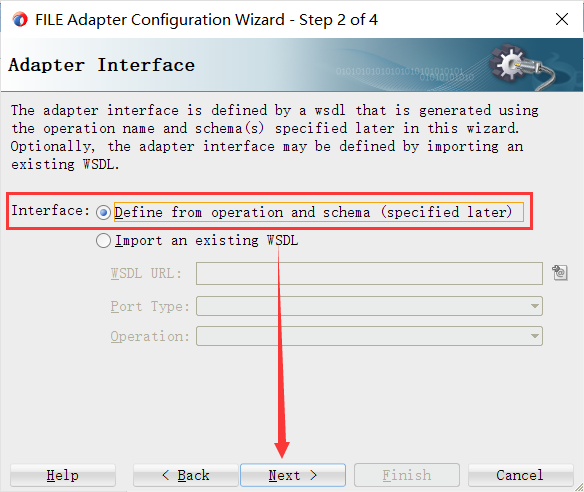 FILE Adapter Configuration Wizard - Step 2 of 4
Adapter Interface
The adapter interface is defined by a wsdl that is generated using
the operation name and schema(s) specified later in this wizard.
Optionally, the adapter interface may be defined by importing an
existing WSDL.
Interface: Define from operation and schema (specified later)
Import an existing WSDL
WSDL URL:
Port Type:
Operation:
Help < Back Next > Finish Cancel